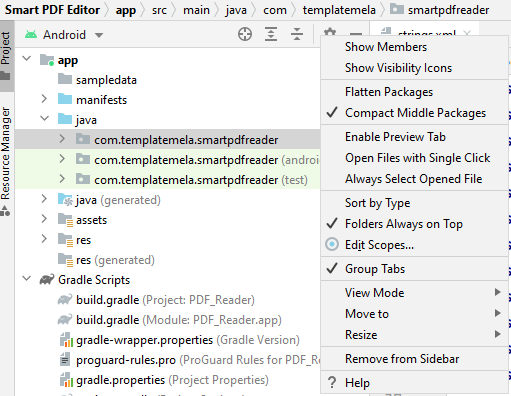 Smart PDF Editor > app > src > main > java > com > templatemela > smartpdfreader
Project
Resource Manager
Android
strings.xml
app
sampledata
manifests
java
com.templatemela.smartpdfreader
com.templatemela.smartpdfreader (androi
com.templatemela.smartpdfreader (test)
java (generated)
assets
res
res (generated)
Gradle Scripts
build.gradle (Project: PDF_Reader)
build.gradle (Module: PDF_Reader.app)
gradle-wrapper.properties (Gradle Version)
proguard-rules.pro (ProGuard Rules for PDF_R
gradle.properties (Project Properties)
Show Members
Show Visibility Icons
Flatten Packages
Compact Middle Packages
Enable Preview Tab
Open Files with Single Click
Always Select Opened File
Sort by Type
Folders Always on Top
Edit Scopes...
Group Tabs
View Mode
Move to
Resize
Remove from Sidebar
? Help